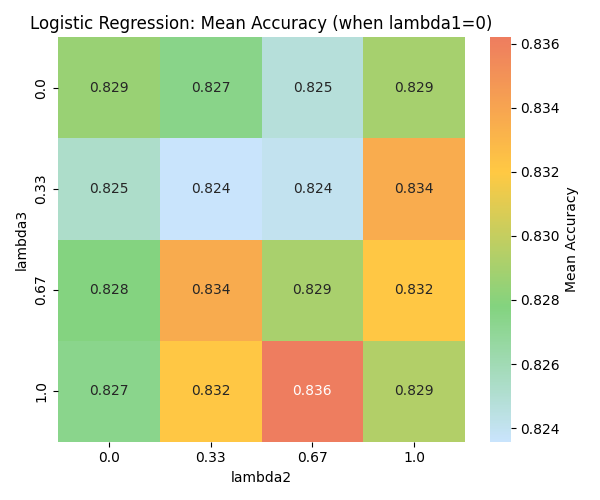 Logistic Regression: Mean Accuracy (when lambda1=0)
0.0 0.829 0.827 0.825 0.829
0.33 0.825 0.824 0.824 0.834
0.67 0.828 0.834 0.829 0.832
1.0 0.827 0.832 0.836 0.829
0.0 0.33 0.67 1.0
lambda2
lambda3
0.836
0.834
0.832
0.830
0.828
0.826
0.824
Mean Accuracy